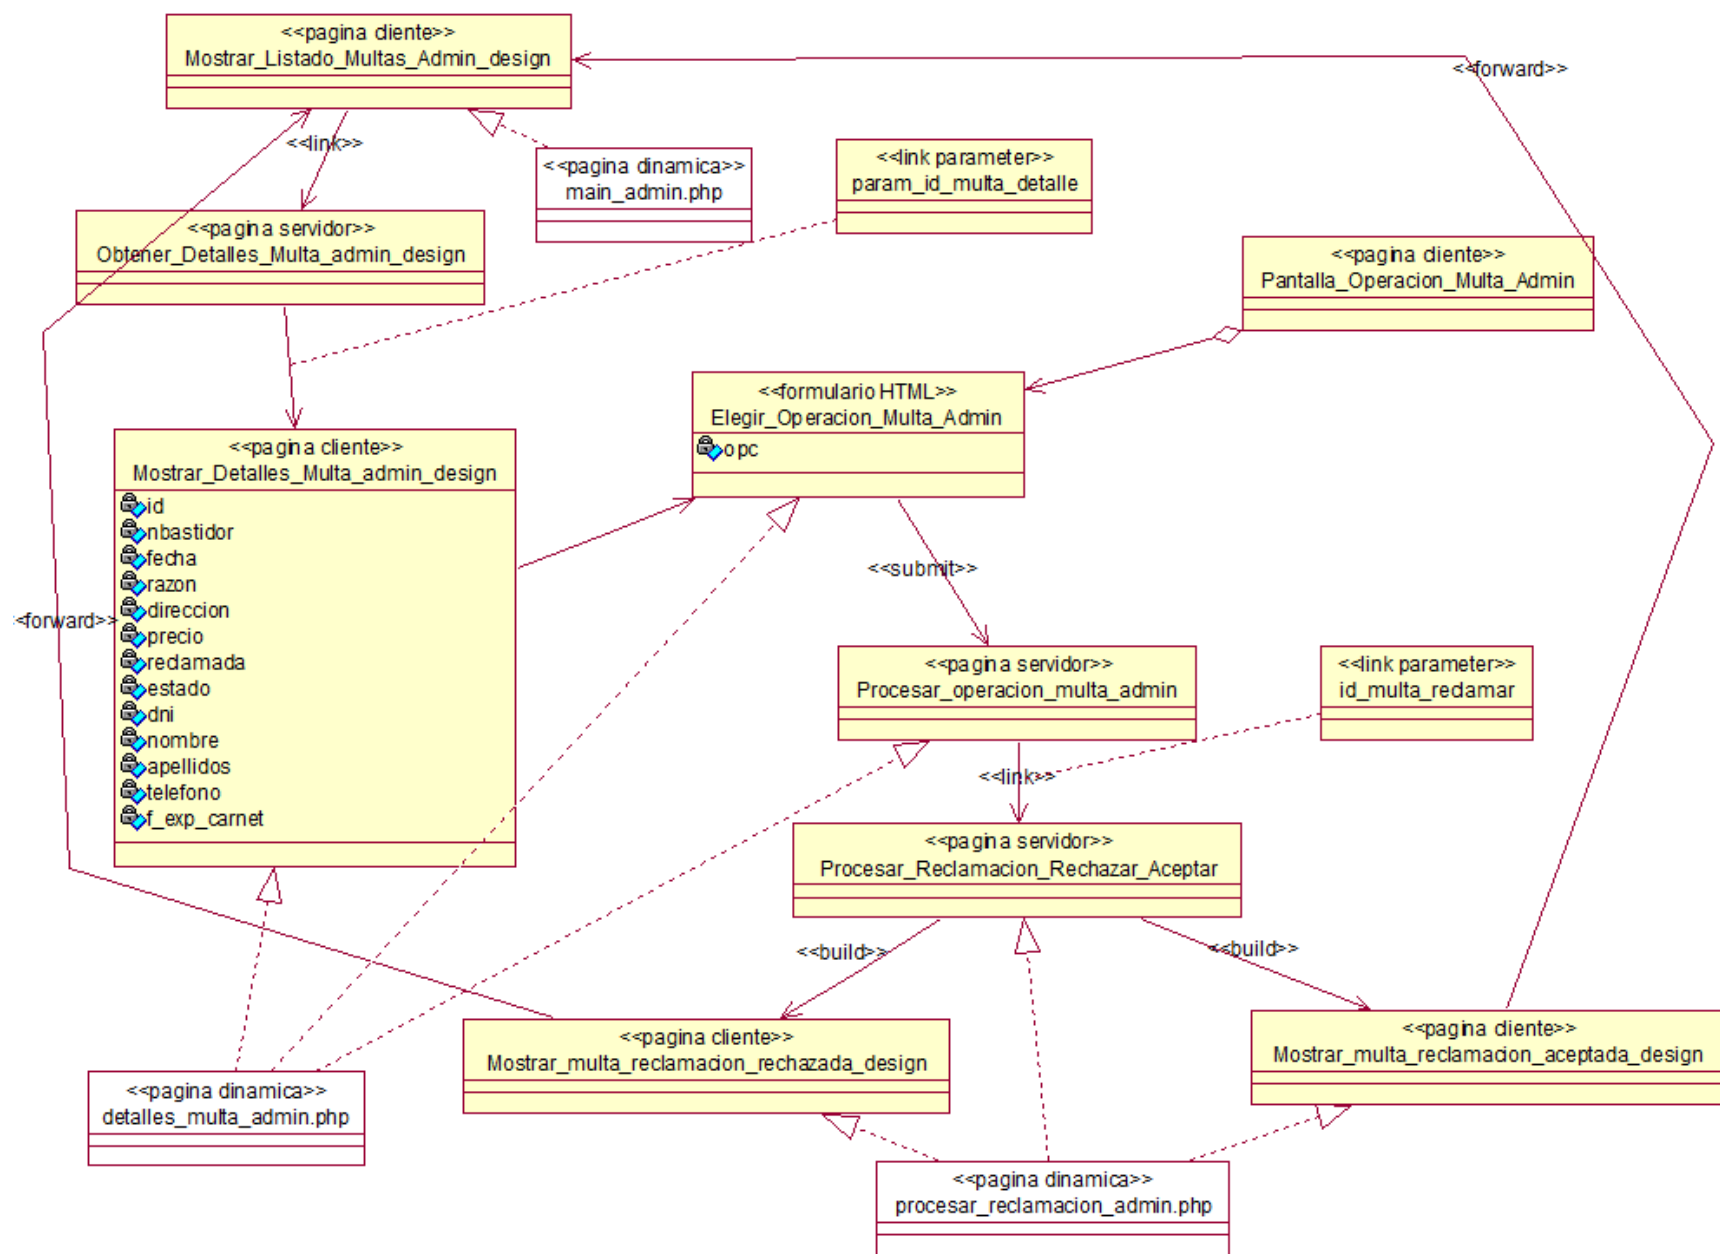 <<pagina cliente>>
Mostrar_Listado_Multas_Admin_design
<<forward>>
<<link>>
<<pagina dinamica>>
main_admin.php
<<link parameter>>
param_id_multa_detalle
<<pagina servidor>>
Obtener_Detalles_Multa_admin_design
<<pagina cliente>>
Pantalla_Operacion_Multa_Admin
<<formulario HTML>>
Elegir_Operacion_Multa_Admin
opc
<<pagina cliente>>
Mostrar_Detalles_Multa_admin_design
id
nbastidor
fecha
razon
direccion
precio
reclamada
estado
dni
nombre
apellidos
telefono
f_exp_carnet
<<forward>>
<<submit>>
<<pagina servidor>>
Procesar_operacion_multa_admin
<<link parameter>>
id_multa_reclamar
<<link>>
<<pagina servidor>>
Procesar_Reclamacion_Rechazar_Aceptar
<<build>>
<<build>>
<<pagina cliente>>
Mostrar_multa_reclamacion_rechazada_design
<<pagina cliente>>
Mostrar_multa_reclamacion_aceptada_design
<<pagina dinamica>>
detalles_multa_admin.php
<<pagina dinamica>>
procesar_reclamacion_admin.php